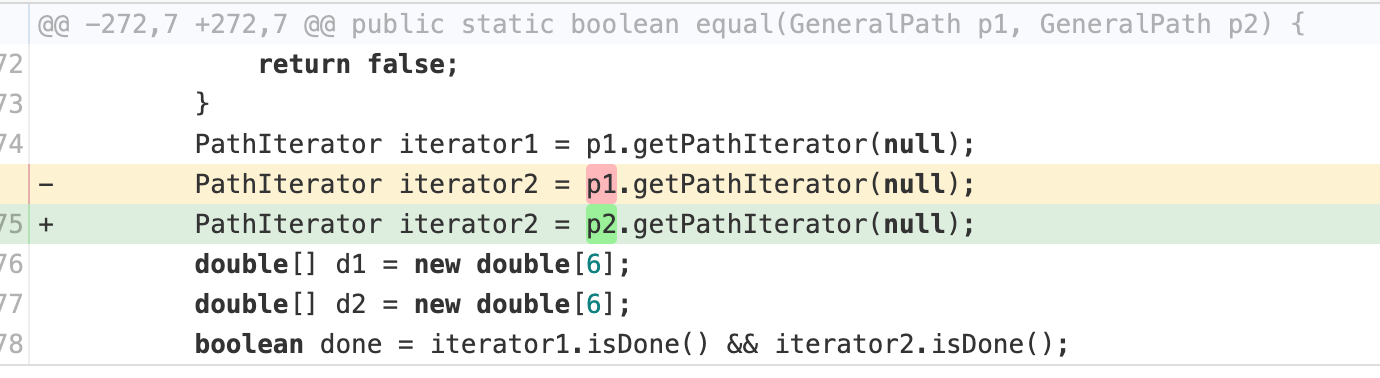 @@ -272,7 +272,7 @@ public static boolean equal(GeneralPath p1, GeneralPath p2) {
72 return false;
73 }
74 PathIterator iterator1 = p1.getPathIterator(null);
- PathIterator iterator2 = p1.getPathIterator(null);
75 + PathIterator iterator2 = p2.getPathIterator(null);
76 double[] d1 = new double[6];
77 double[] d2 = new double[6];
78 boolean done = iterator1.isDone() && iterator2.isDone();